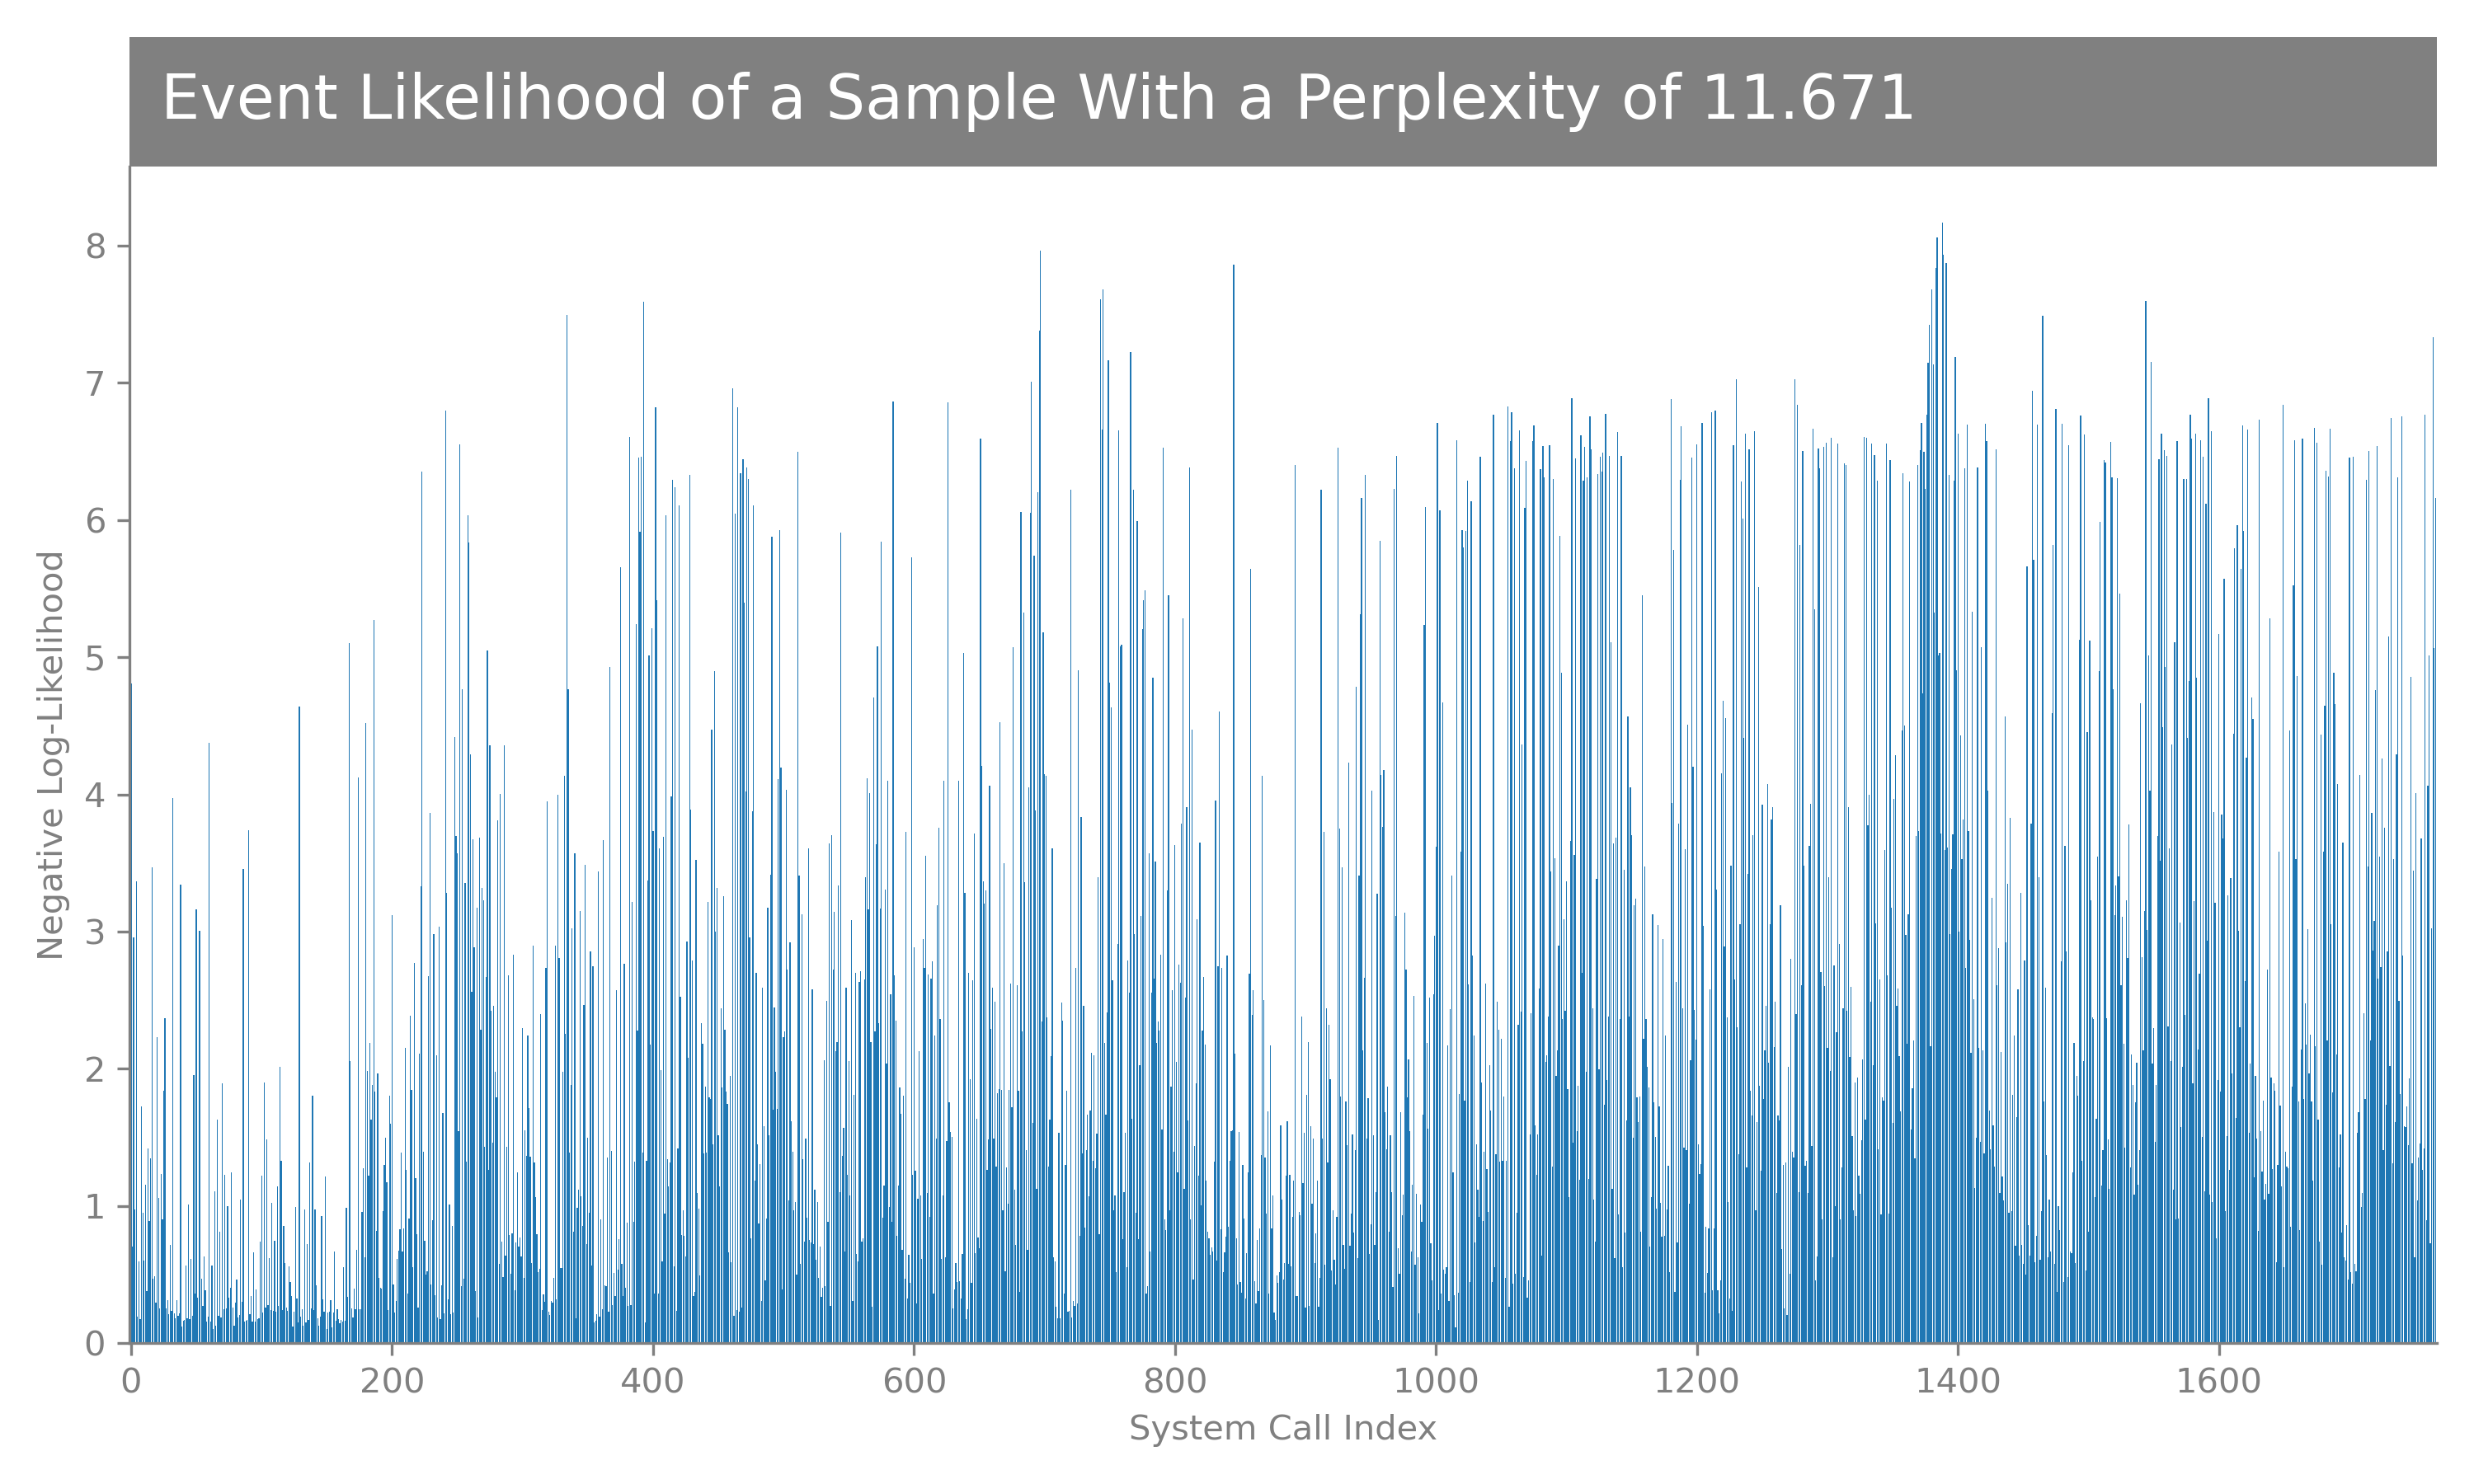 Event Likelihood of a Sample With a Perplexity of 11.671
8
7
6
5
4
3
2
1
0
Negative Log-Likelihood
0 200 400 600 800 1000 1200 1400 1600
System Call Index